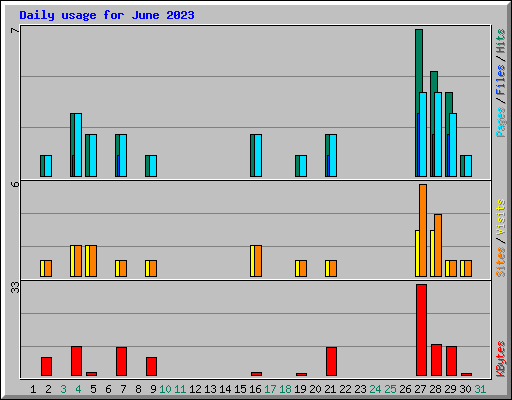 Daily usage for June 2023
7
6
33
Pages / Files / Hits
Sites / Visits
KBytes
1 2 3 4 5 6 7 8 9 10 11 12 13 14 15 16 17 18 19 20 21 22 23 24 25 26 27 28 29 30 31